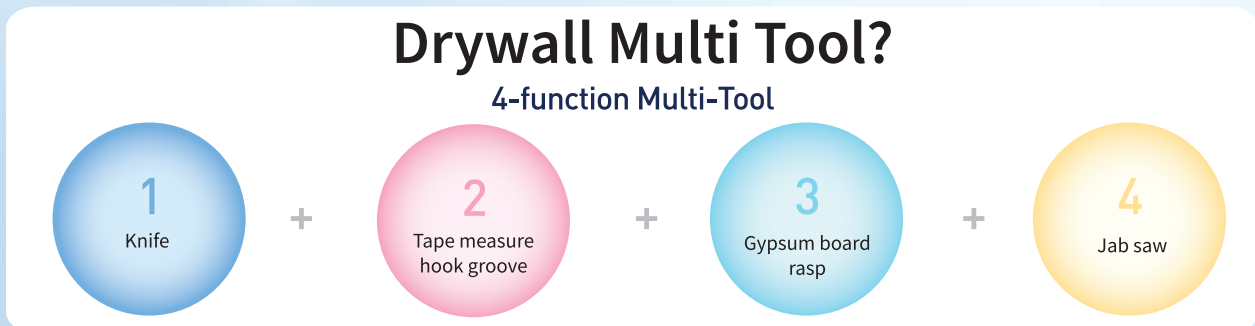 Drywall Multi Tool?
4-function Multi-Tool
1
Knife
+
2
Tape measure
hook groove
+
3
Gypsum board
rasp
+
4
Jab saw